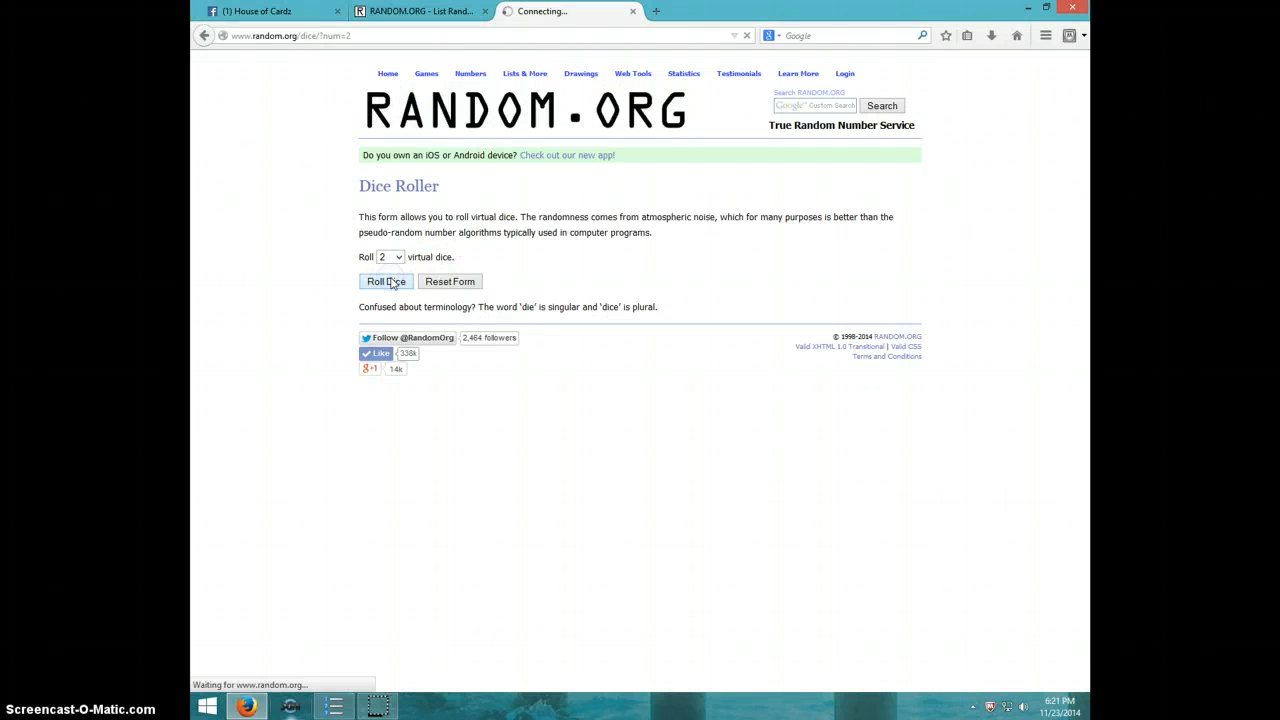 (1) House of Cardz
RANDOM.ORG - List Rand...
Connecting...
www.random.org/dice/?num=2
Google
Home Games Numbers Lists & More Drawings Web Tools Statistics Testimonials Learn More Login
RANDOM.ORG
Search RANDOM.ORG
Google™ Custom Search
Search
True Random Number Service
Do you own an iOS or Android device? Check out our new app!
Dice Roller
This form allows you to roll virtual dice. The randomness comes from atmospheric noise, which for many purposes is better than the
pseudo-random number algorithms typically used in computer programs.
Roll 2 virtual dice.
Roll Dice Reset Form
Confused about terminology? The word ‘die’ is singular and ‘dice’ is plural.
Follow @RandomOrg 2,464 followers
Like 338k
g+1 14k
© 1998-2014 RANDOM.ORG
Valid XHTML 1.0 Transitional | Valid CSS
Terms and Conditions
Waiting for www.random.org...
6:21 PM
11/23/2014
Screencast-O-Matic.com